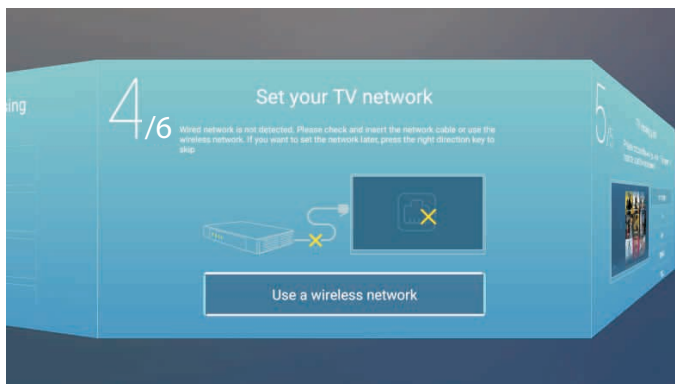 sing
4/6
Set your TV network
Wired network is not detected. Please check and insert the network cable or use the
wireless network. If you want to set the network later, press the right direction key to
skip.
Use a wireless network
5